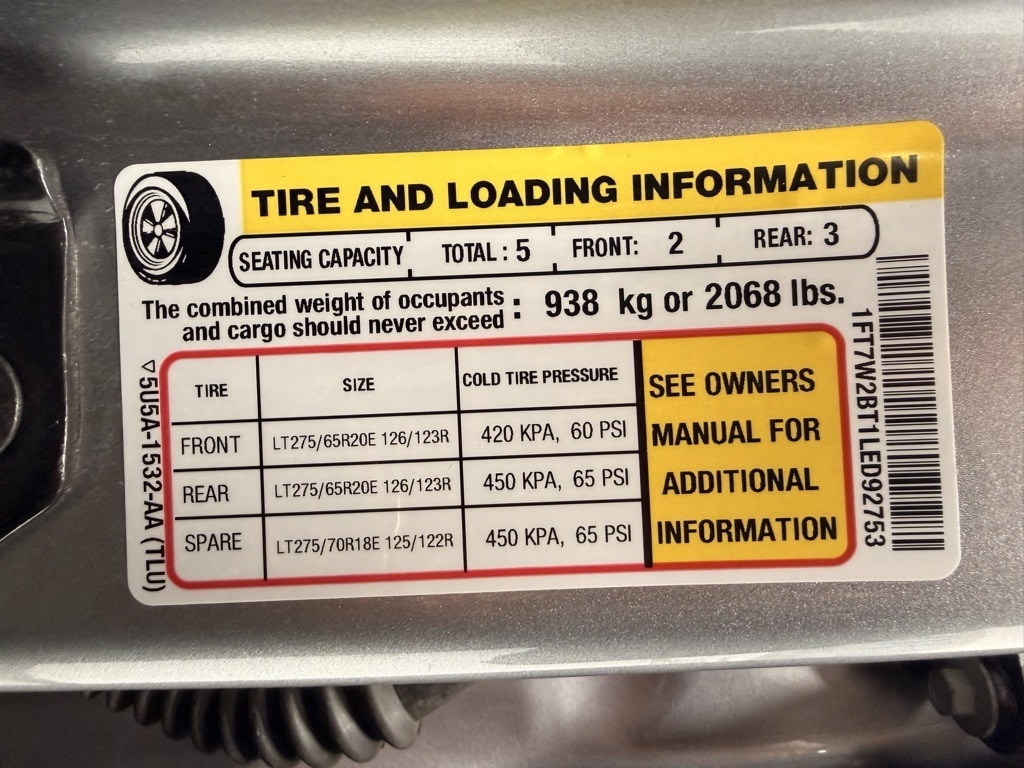 TIRE AND LOADING INFORMATION
SEATING CAPACITY TOTAL : 5 FRONT: 2 REAR: 3
The combined weight of occupants
and cargo should never exceed : 938 kg or 2068 lbs.
TIRE SIZE COLD TIRE PRESSURE
FRONT LT275/65R20E 126/123R 420 KPA, 60 PSI
REAR LT275/65R20E 126/123R 450 KPA, 65 PSI
SPARE LT275/70R18E 125/122R 450 KPA, 65 PSI
SEE OWNERS
MANUAL FOR
ADDITIONAL
INFORMATION
5U5A-1532-AA (TLU)
1FT7W2BT1LED92753